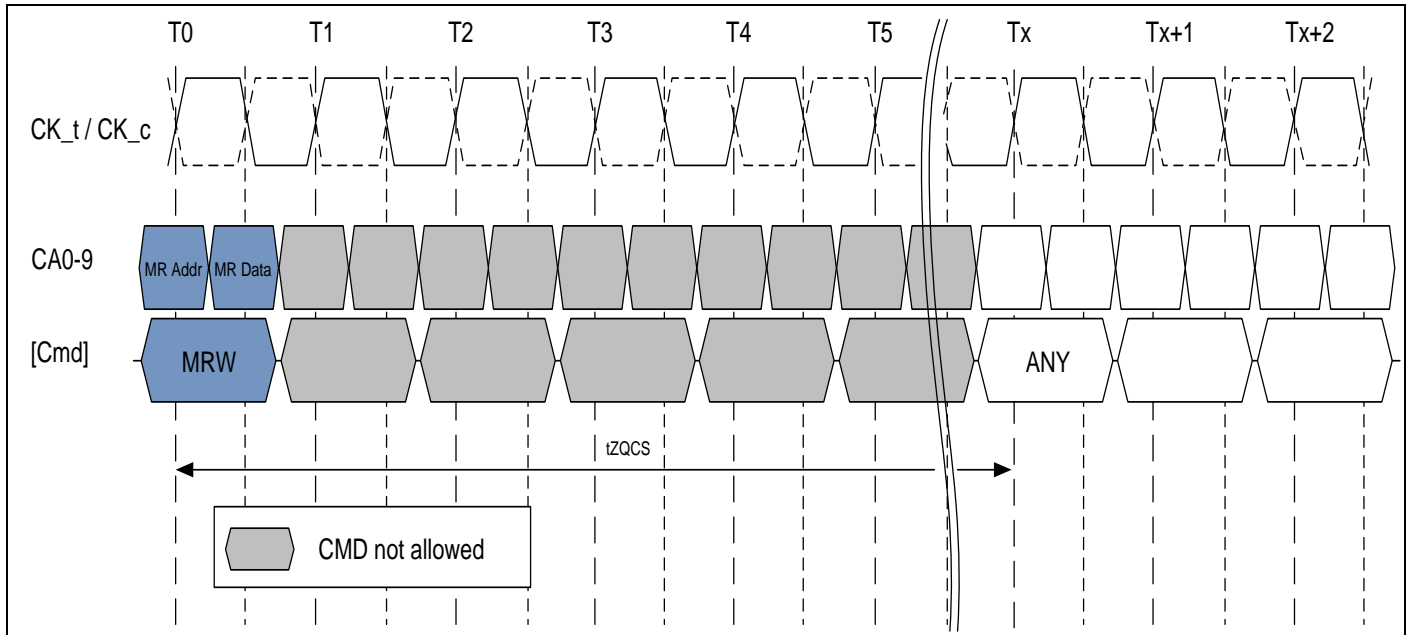 T0 T1 T2 T3 T4 T5 Tx Tx+1 Tx+2
CK_t / CK_c
CA0-9 MR Addr MR Data
[Cmd] MRW ANY
tZQCS
CMD not allowed